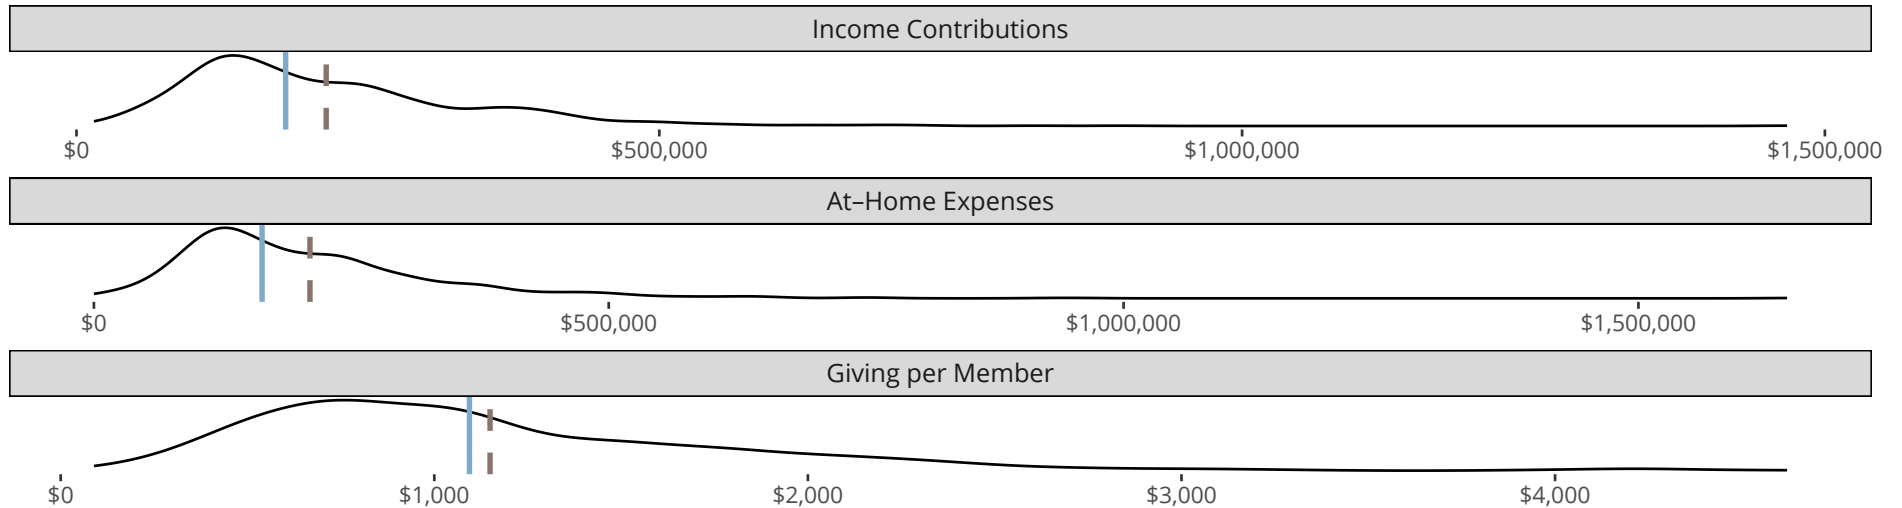 Income Contributions
$0 $500,000 $1,000,000 $1,500,000
At–Home Expenses
$0 $500,000 $1,000,000 $1,500,000
Giving per Member
$0 $1,000 $2,000 $3,000 $4,000